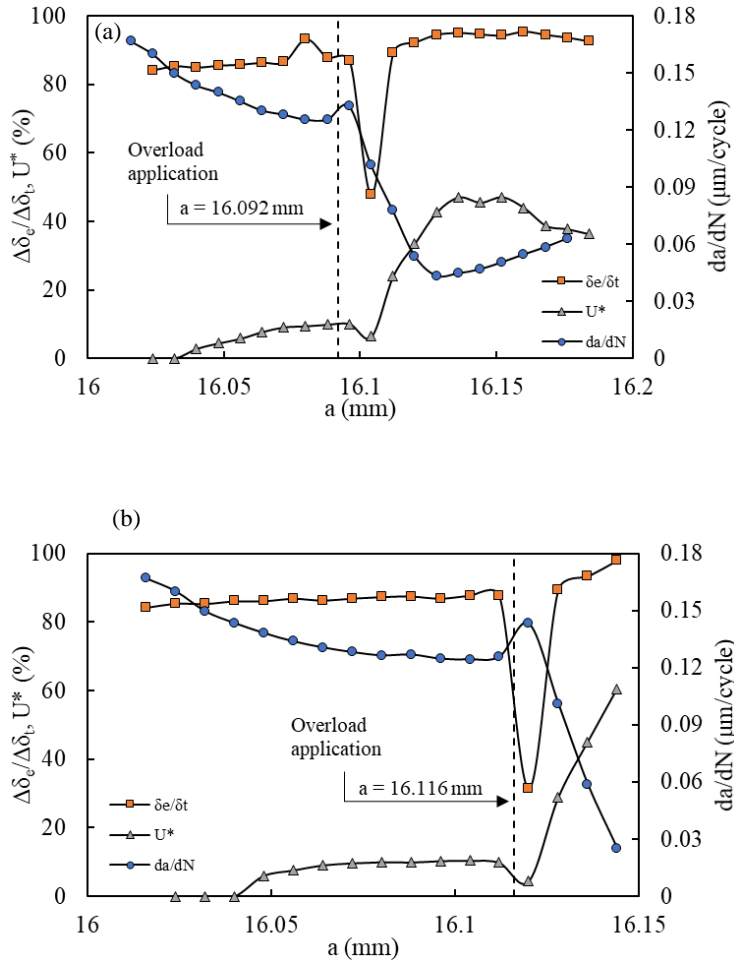 (a)
100
80
60
40
20
0
Δδe/Δδt, U* (%)
0.18
0.15
0.12
0.09
0.06
0.03
0
da/dN (μm/cycle)
Overload
application
a = 16.092 mm
δe/δt
U*
da/dN
16
16.05
16.1
16.15
16.2
a (mm)
(b)
100
80
60
40
20
0
Δδe/Δδt, U* (%)
0.18
0.15
0.12
0.09
0.06
0.03
0
da/dN (μm/cycle)
Overload
application
a = 16.116 mm
δe/δt
U*
da/dN
16
16.05
16.1
16.15
a (mm)